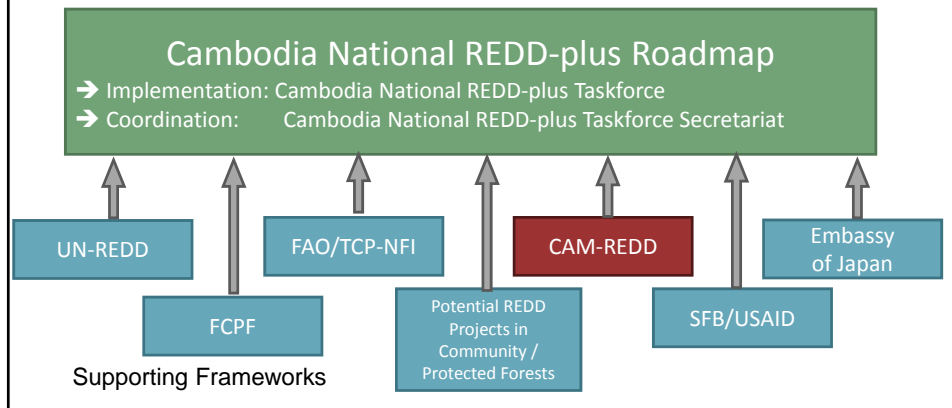 Cambodia National REDD-plus Roadmap
➔ Implementation: Cambodia National REDD-plus Taskforce
➔ Coordination: Cambodia National REDD-plus Taskforce Secretariat
UN-REDD
FAO/TCP-NFI
CAM-REDD
Embassy
of Japan
FCPF
Potential REDD
Projects in
Community /
Protected Forests
SFB/USAID
Supporting Frameworks